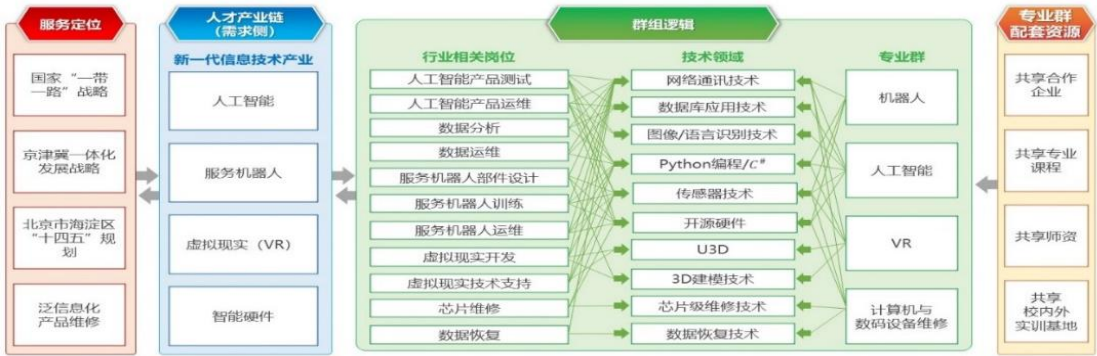 服务定位
国家“一带
一路”战略
京津冀一体化
发展战略
北京市海淀区
“十四五”规
划
泛信息化
产品维修
人才产业链
(需求侧)
新一代信息技术产业
人工智能
服务机器人
虚拟现实（VR）
智能硬件
群组逻辑
行业相关岗位
人工智能产品测试
人工智能产品运维
数据分析
数据运维
服务机器人部件设计
服务机器人训练
服务机器人运维
虚拟现实开发
虚拟现实技术支持
芯片维修
数据恢复
技术领域
网络通讯技术
数据库应用技术
图像/语言识别技术
Python编程/C#
传感器技术
开源硬件
U3D
3D建模技术
芯片级维修技术
数据恢复技术
专业群
机器人
人工智能
VR
计算机与
数码设备维修
专业群
配套资源
共享合作
企业
共享专业
课程
共享师资
共享
校内外
实训基地